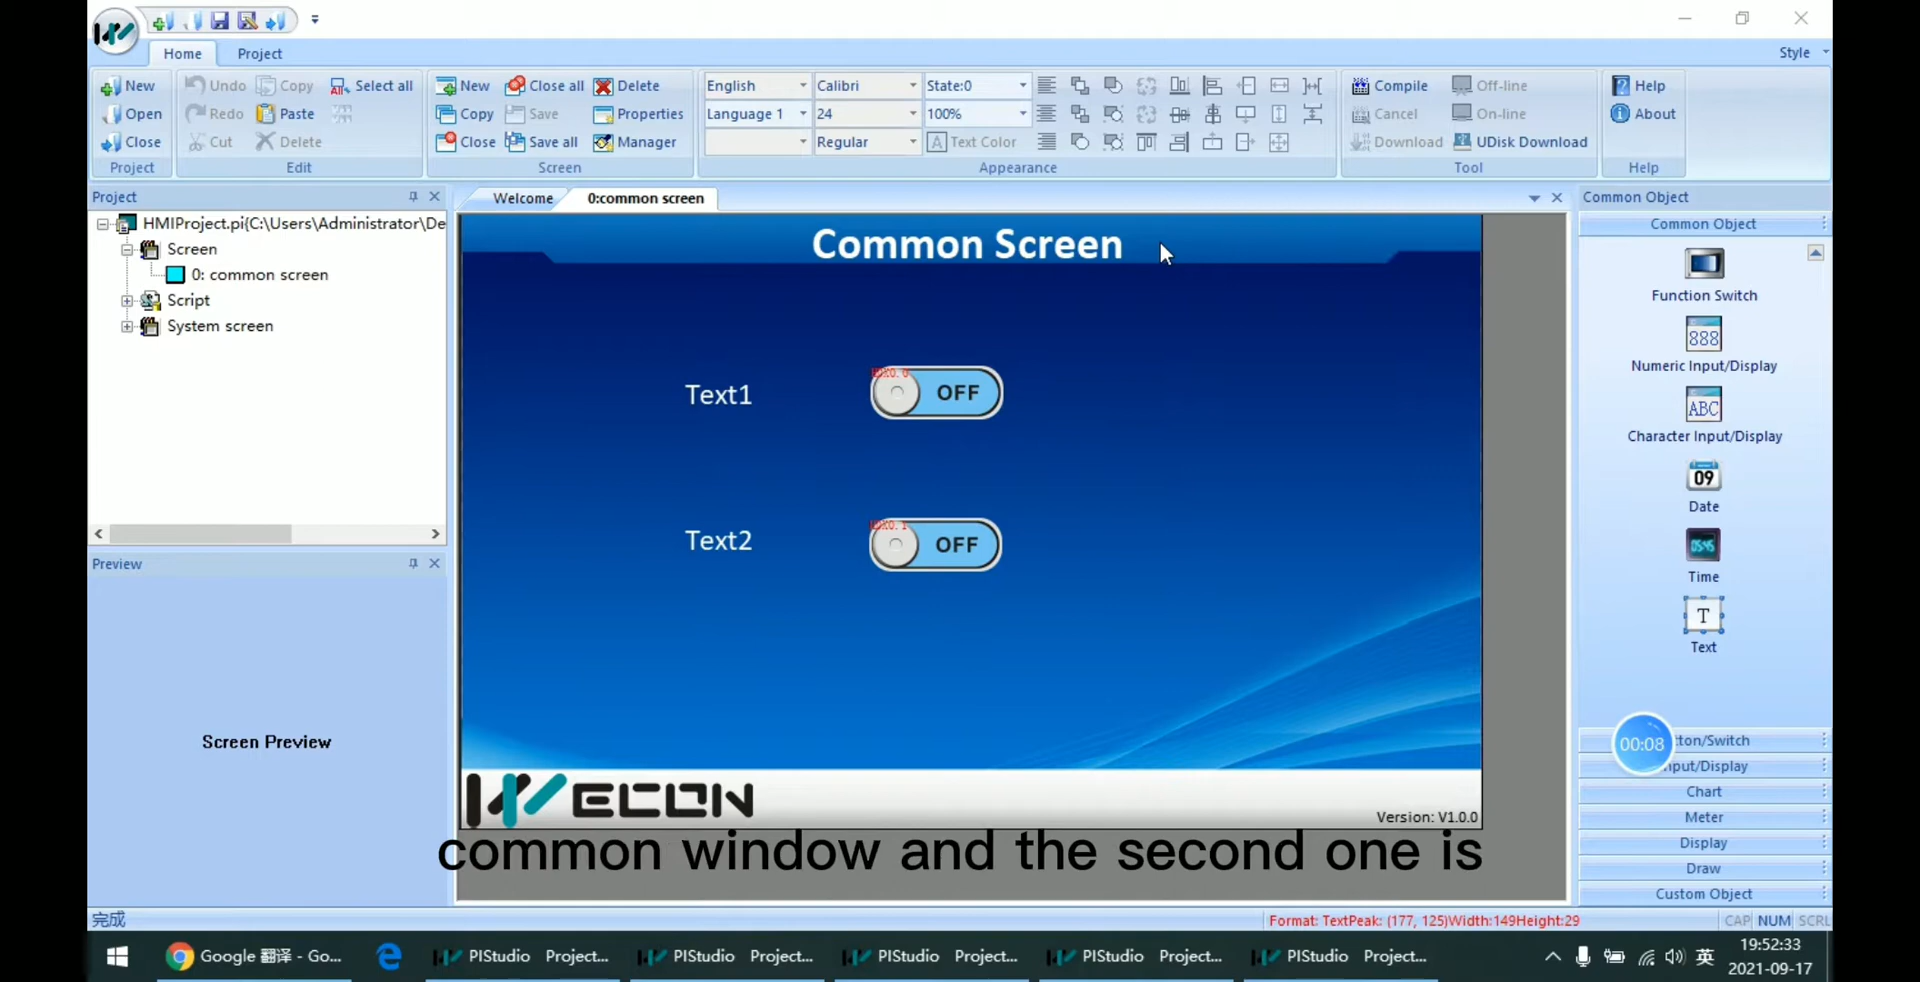 Home Project Style
New Undo Copy Select all New Close all Delete English Calibri State:0 Compile Off-line Help
Open Redo Paste Copy Save Properties Language 1 24 100% Cancel On-line About
Close Cut Delete Close Save all Manager Regular Text Color Download UDisk Download
Project Edit Screen Appearance Tool Help
Project
HMIProject.pi{C:\Users\Administrator\De
Screen
0: common screen
Script
System screen
Preview
Screen Preview
Welcome 0:common screen
Common Screen
Text1 OFF
Text2 OFF
WECON
Version: V1.0.0
common window and the second one is
Common Object
Common Object
Function Switch
888
Numeric Input/Display
ABC
Character Input/Display
09
Date
05:45
Time
T
Text
00:08
tton/Switch
nput/Display
Chart
Meter
Display
Draw
Custom Object
完成 Format: TextPeak: (177, 125)Width:149Height:29 CAP NUM SCRL
Google 翻译 - Go... PIStudio Project... PIStudio Project... PIStudio Project... PIStudio Project... PIStudio Project... 英 19:52:33
2021-09-17